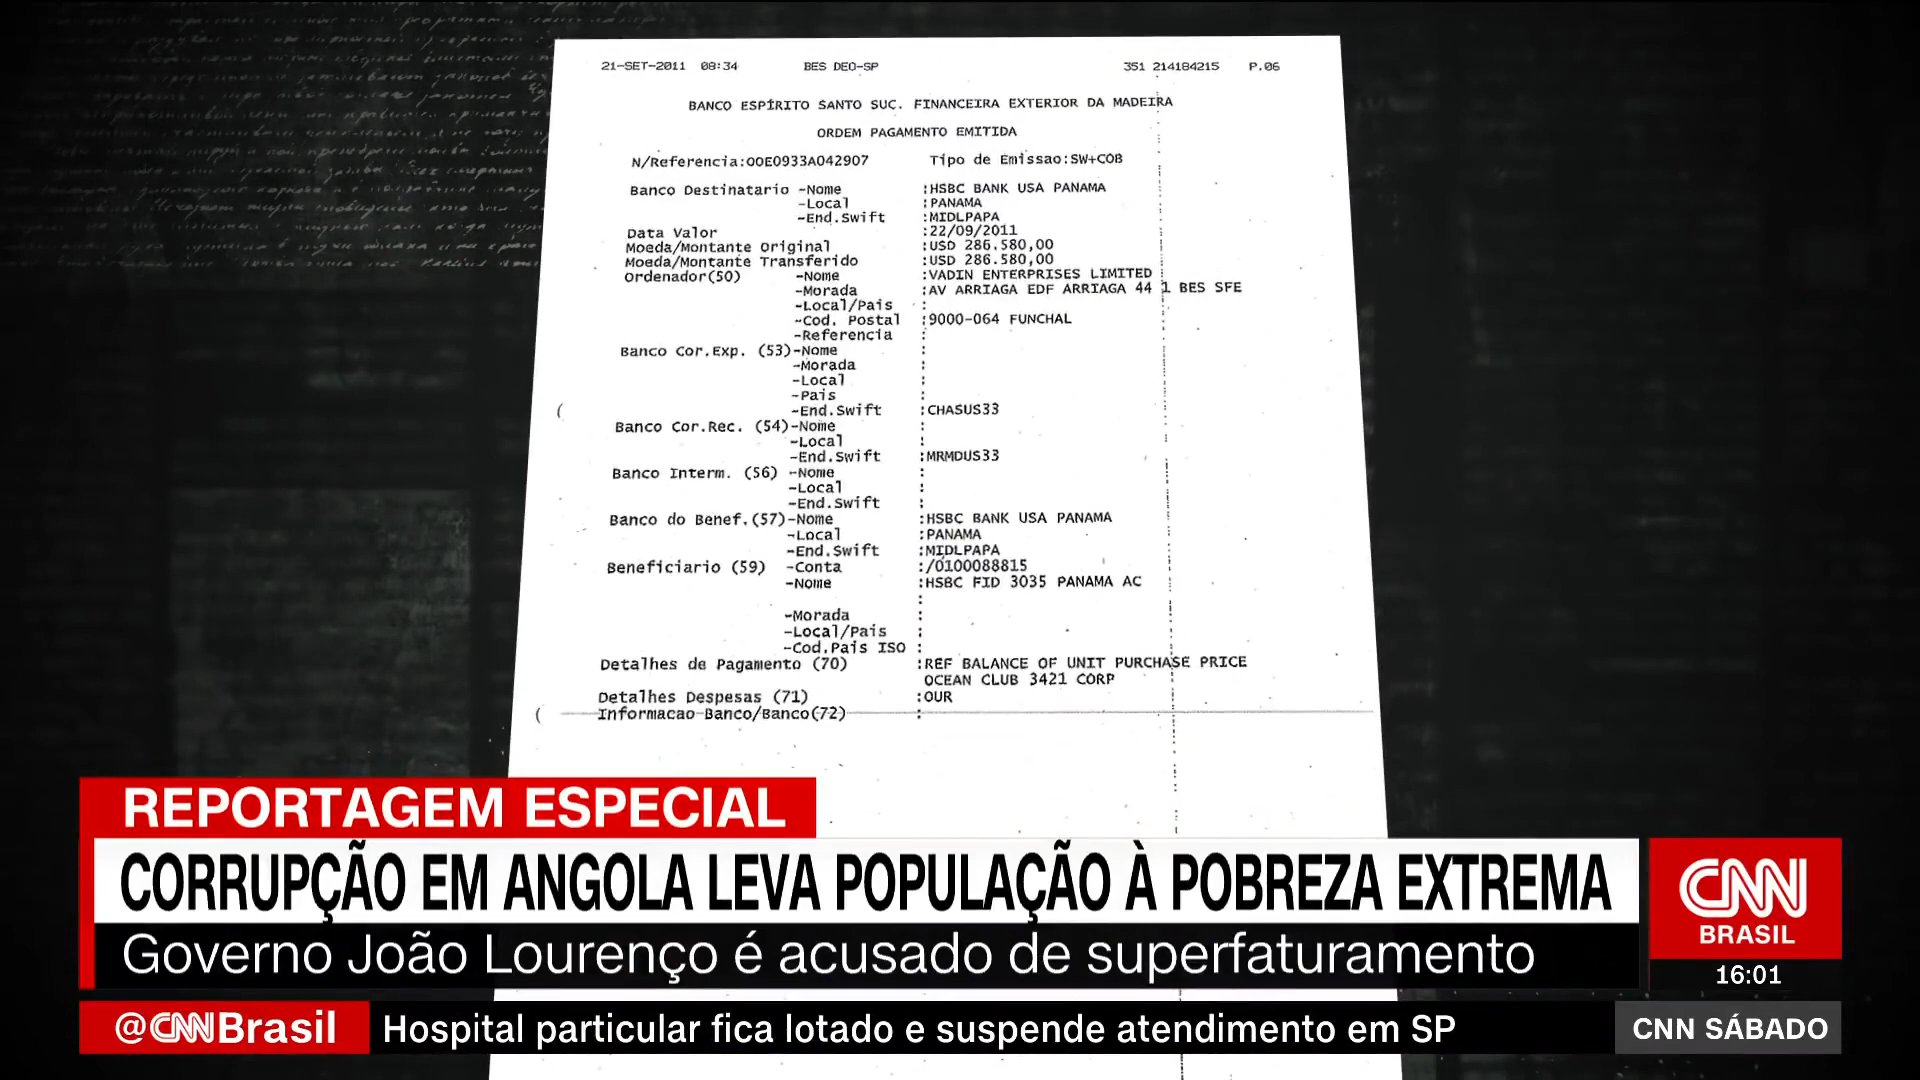 21-SET-2011 08:34 BES DEO-SP 351 214184215 P.06
BANCO ESPÍRITO SANTO SUC. FINANCEIRA EXTERIOR DA MADEIRA
ORDEM PAGAMENTO EMITIDA
N/Referencia:OOE0933A042907 Tipo de Emissao:SW+COB
Banco Destinatario -Nome :HSBC BANK USA PANAMA
-Local :PANAMA
-End.Swift :MIDLPAPA
Data Valor :22/09/2011
Moeda/Montante Original :USD 286.580,00
Moeda/Montante Transferido :USD 286.580,00
Ordenador(50) -Nome :VADIN ENTERPRISES LIMITED
-Morada :AV ARRIAGA EDF ARRIAGA 44 1 BES SFE
-Local/Pais :
-Cod. Postal :9000-064 FUNCHAL
-Referencia :
Banco Cor.Exp. (53)-Nome :
-Morada :
-Local :
-Pais :
-End.Swift :CHASUS33
Banco Cor.Rec. (54)-Nome :
-Local :
-End.Swift :MRMDUS33
Banco Interm. (56) -Nome :
-Local :
-End.Swift :
Banco do Benef.(57)-Nome :HSBC BANK USA PANAMA
-Local :PANAMA
-End.Swift :MIDLPAPA
Beneficiario (59) -Conta :/0100088815
-Nome :HSBC FID 3035 PANAMA AC
:
-Morada :
-Local/Pais :
-Cod.Pais ISO :
Detalhes de Pagamento (70) :REF BALANCE OF UNIT PURCHASE PRICE
OCEAN CLUB 3421 CORP
Detalhes Despesas (71) :OUR
Informacao Banco/Banco(72) :
REPORTAGEM ESPECIAL
CORRUPÇÃO EM ANGOLA LEVA POPULAÇÃO À POBREZA EXTREMA
Governo João Lourenço é acusado de superfaturamento
CNN
BRASIL
16:01
@CNNBrasil Hospital particular fica lotado e suspende atendimento em SP
CNN SÁBADO